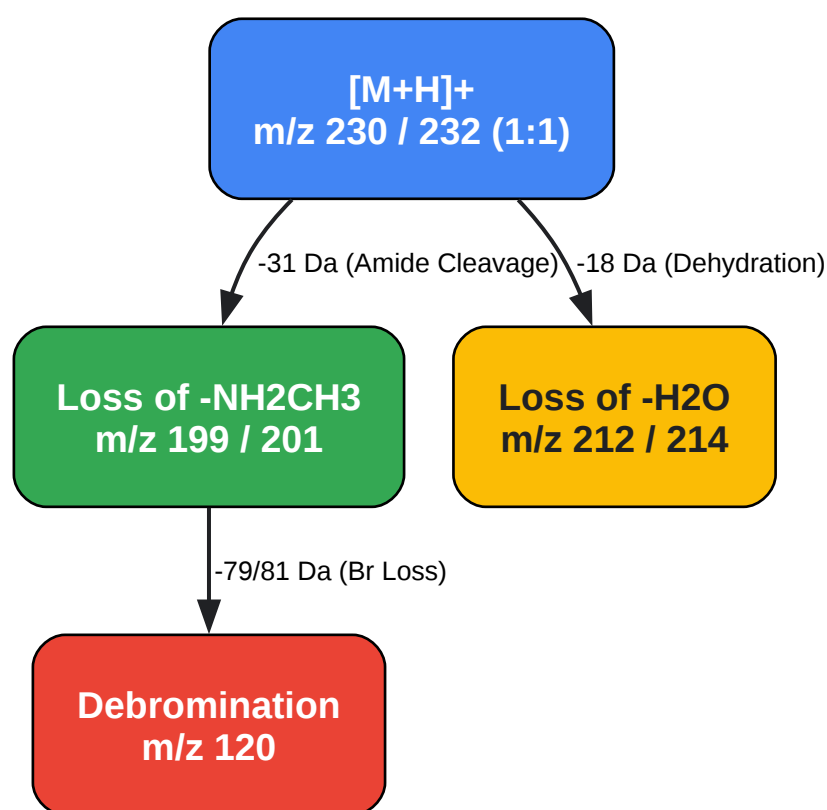 [M+H]+
m/z 230 / 232 (1:1)
-31 Da (Amide Cleavage)
-18 Da (Dehydration)
Loss of -NH2CH3
m/z 199 / 201
Loss of -H2O
m/z 212 / 214
-79/81 Da (Br Loss)
Debromination
m/z 120